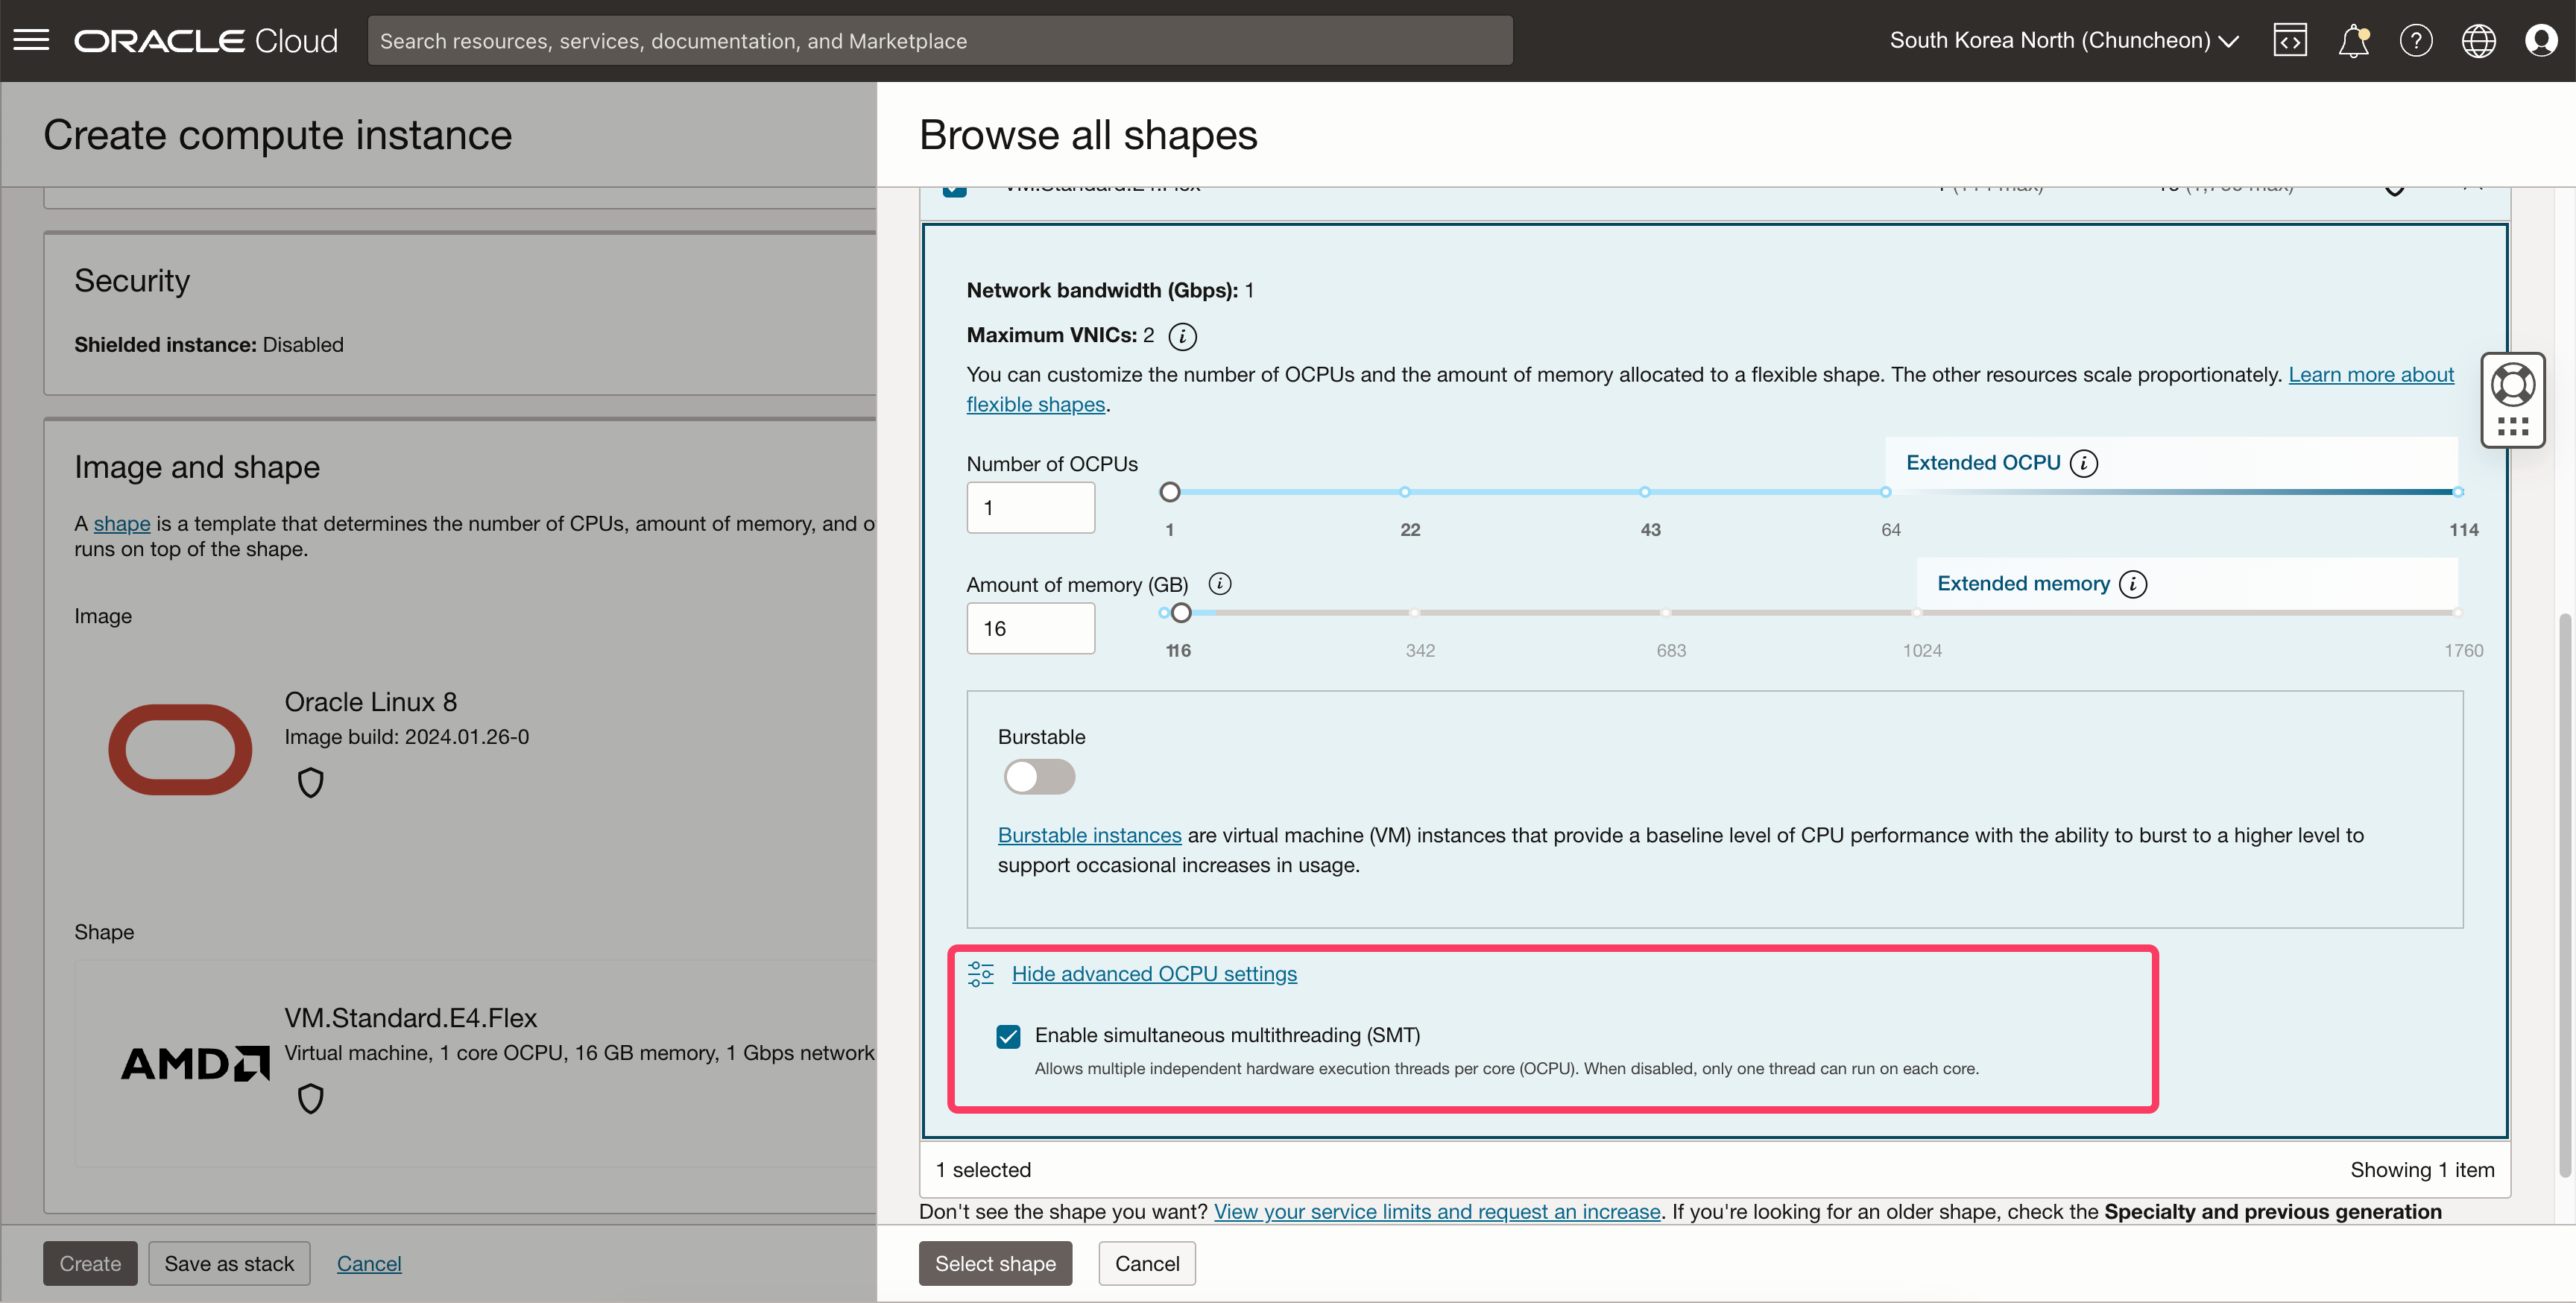 ORACLE Cloud
Search resources, services, documentation, and Marketplace
South Korea North (Chuncheon)
Create compute instance
Security
Shielded instance: Disabled
Image and shape
A shape is a template that determines the number of CPUs, amount of memory, and o
runs on top of the shape.
Image
Oracle Linux 8
Image build: 2024.01.26-0
Shape
AMD
VM.Standard.E4.Flex
Virtual machine, 1 core OCPU, 16 GB memory, 1 Gbps network
Create
Save as stack
Cancel
Browse all shapes
VM.Standard.E4.Flex
Network bandwidth (Gbps): 1
Maximum VNICs: 2
You can customize the number of OCPUs and the amount of memory allocated to a flexible shape. The other resources scale proportionately. Learn more about
flexible shapes.
Number of OCPUs
Extended OCPU
1
1 22 43 64 114
Amount of memory (GB)
Extended memory
16
116 342 683 1024 1760
Burstable
Burstable instances are virtual machine (VM) instances that provide a baseline level of CPU performance with the ability to burst to a higher level to
support occasional increases in usage.
Hide advanced OCPU settings
Enable simultaneous multithreading (SMT)
Allows multiple independent hardware execution threads per core (OCPU). When disabled, only one thread can run on each core.
1 selected
Showing 1 item
Don't see the shape you want? View your service limits and request an increase. If you're looking for an older shape, check the Specialty and previous generation
Select shape
Cancel